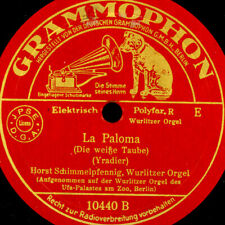 GRAMMOPHON
HERGESTELLT VON DER DEUTSCHEN GRAMMOPHON A.G. BERLIN
Eingetragene Schutzmarke
Die Stimme
seines Herrn
Elektrisch Polyfar, R E
Wurlitzer Orgel
La Paloma
(Die weiße Taube)
(Yradier)
Horst Schimmelpfennig, Wurlitzer Orgel
(Aufgenommen auf der Wurlitzer Orgel des
Ufa-Palastes am Zoo, Berlin)
10440 B
Recht zur Radioverbreitung vorbehalten